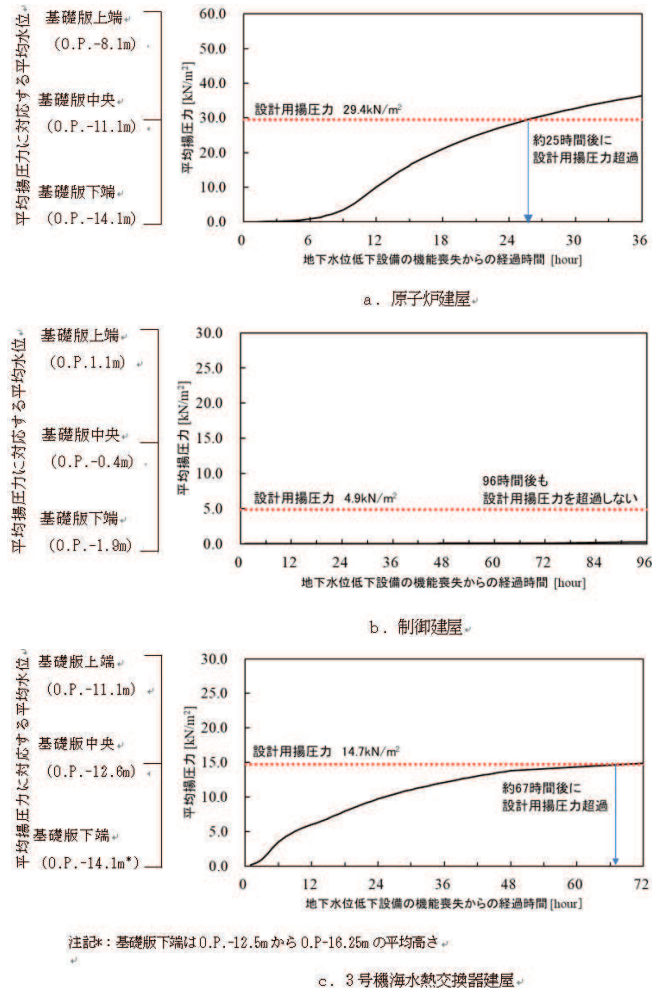 平均揚圧力に対応する平均水位
基礎版上端
(O.P.-8.1m)
基礎版中央
(O.P.-11.1m)
基礎版下端
(O.P.-14.1m)
平均揚圧力 [kN/m²]
60.0
50.0
40.0
30.0
20.0
10.0
0.0
設計用揚圧力 29.4kN/m²
約25時間後に
設計用揚圧力超過
0 6 12 18 24 30 36
地下水位低下設備の機能喪失からの経過時間 [hour]
a. 原子炉建屋
平均揚圧力に対応する平均水位
基礎版上端
(O.P.1.1m)
基礎版中央
(O.P.-0.4m)
基礎版下端
(O.P.-1.9m)
平均揚圧力 [kN/m²]
30.0
25.0
20.0
15.0
10.0
5.0
0.0
設計用揚圧力 4.9kN/m²
96時間後も
設計用揚圧力を超過しない
0 12 24 36 48 60 72 84 96
地下水位低下設備の機能喪失からの経過時間 [hour]
b. 制御建屋
平均揚圧力に対応する平均水位
基礎版上端
(O.P.-11.1m)
基礎版中央
(O.P.-12.6m)
基礎版下端
(O.P.-14.1m*)
平均揚圧力 [kN/m²]
30.0
25.0
20.0
15.0
10.0
5.0
0.0
設計用揚圧力 14.7kN/m²
約67時間後に
設計用揚圧力超過
0 12 24 36 48 60 72
地下水位低下設備の機能喪失からの経過時間 [hour]
注記*：基礎版下端はO.P.-12.5mからO.P-16.25mの平均高さ
c. 3号機海水熱交換器建屋